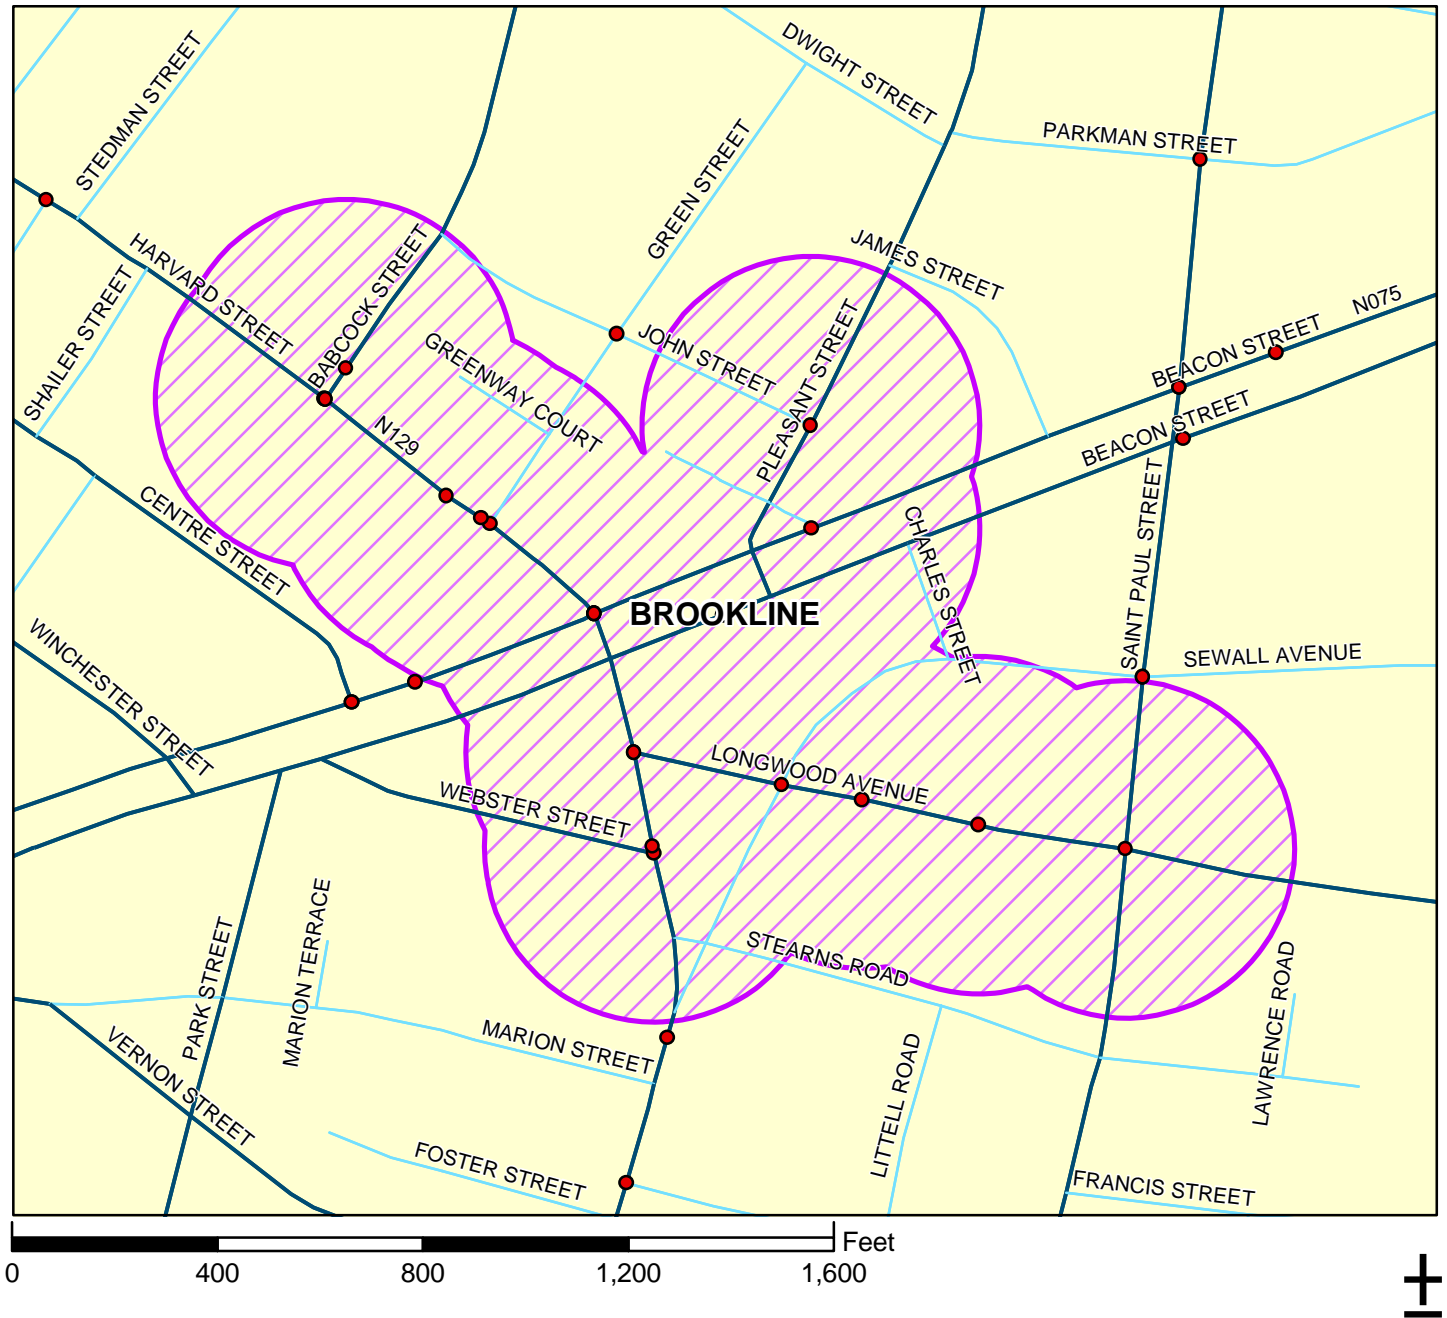 DWIGHT STREET
STEDMAN STREET
PARKMAN STREET
GREEN STREET
JAMES STREET
HARVARD STREET
BABCOCK STREET
SHAILER STREET
N075
BEACON STREET
JOHN STREET
PLEASANT STREET
GREENWAY COURT
N129
BEACON STREET
CENTRE STREET
CHARLES STREET
SAINT PAUL STREET
BROOKLINE
WINCHESTER STREET
SEWALL AVENUE
LONGWOOD AVENUE
WEBSTER STREET
STEARNS ROAD
PARK STREET
MARION TERRACE
LAWRENCE ROAD
MARION STREET
VERNON STREET
LITTELL ROAD
FOSTER STREET
FRANCIS STREET
Feet
0 400 800 1,200 1,600